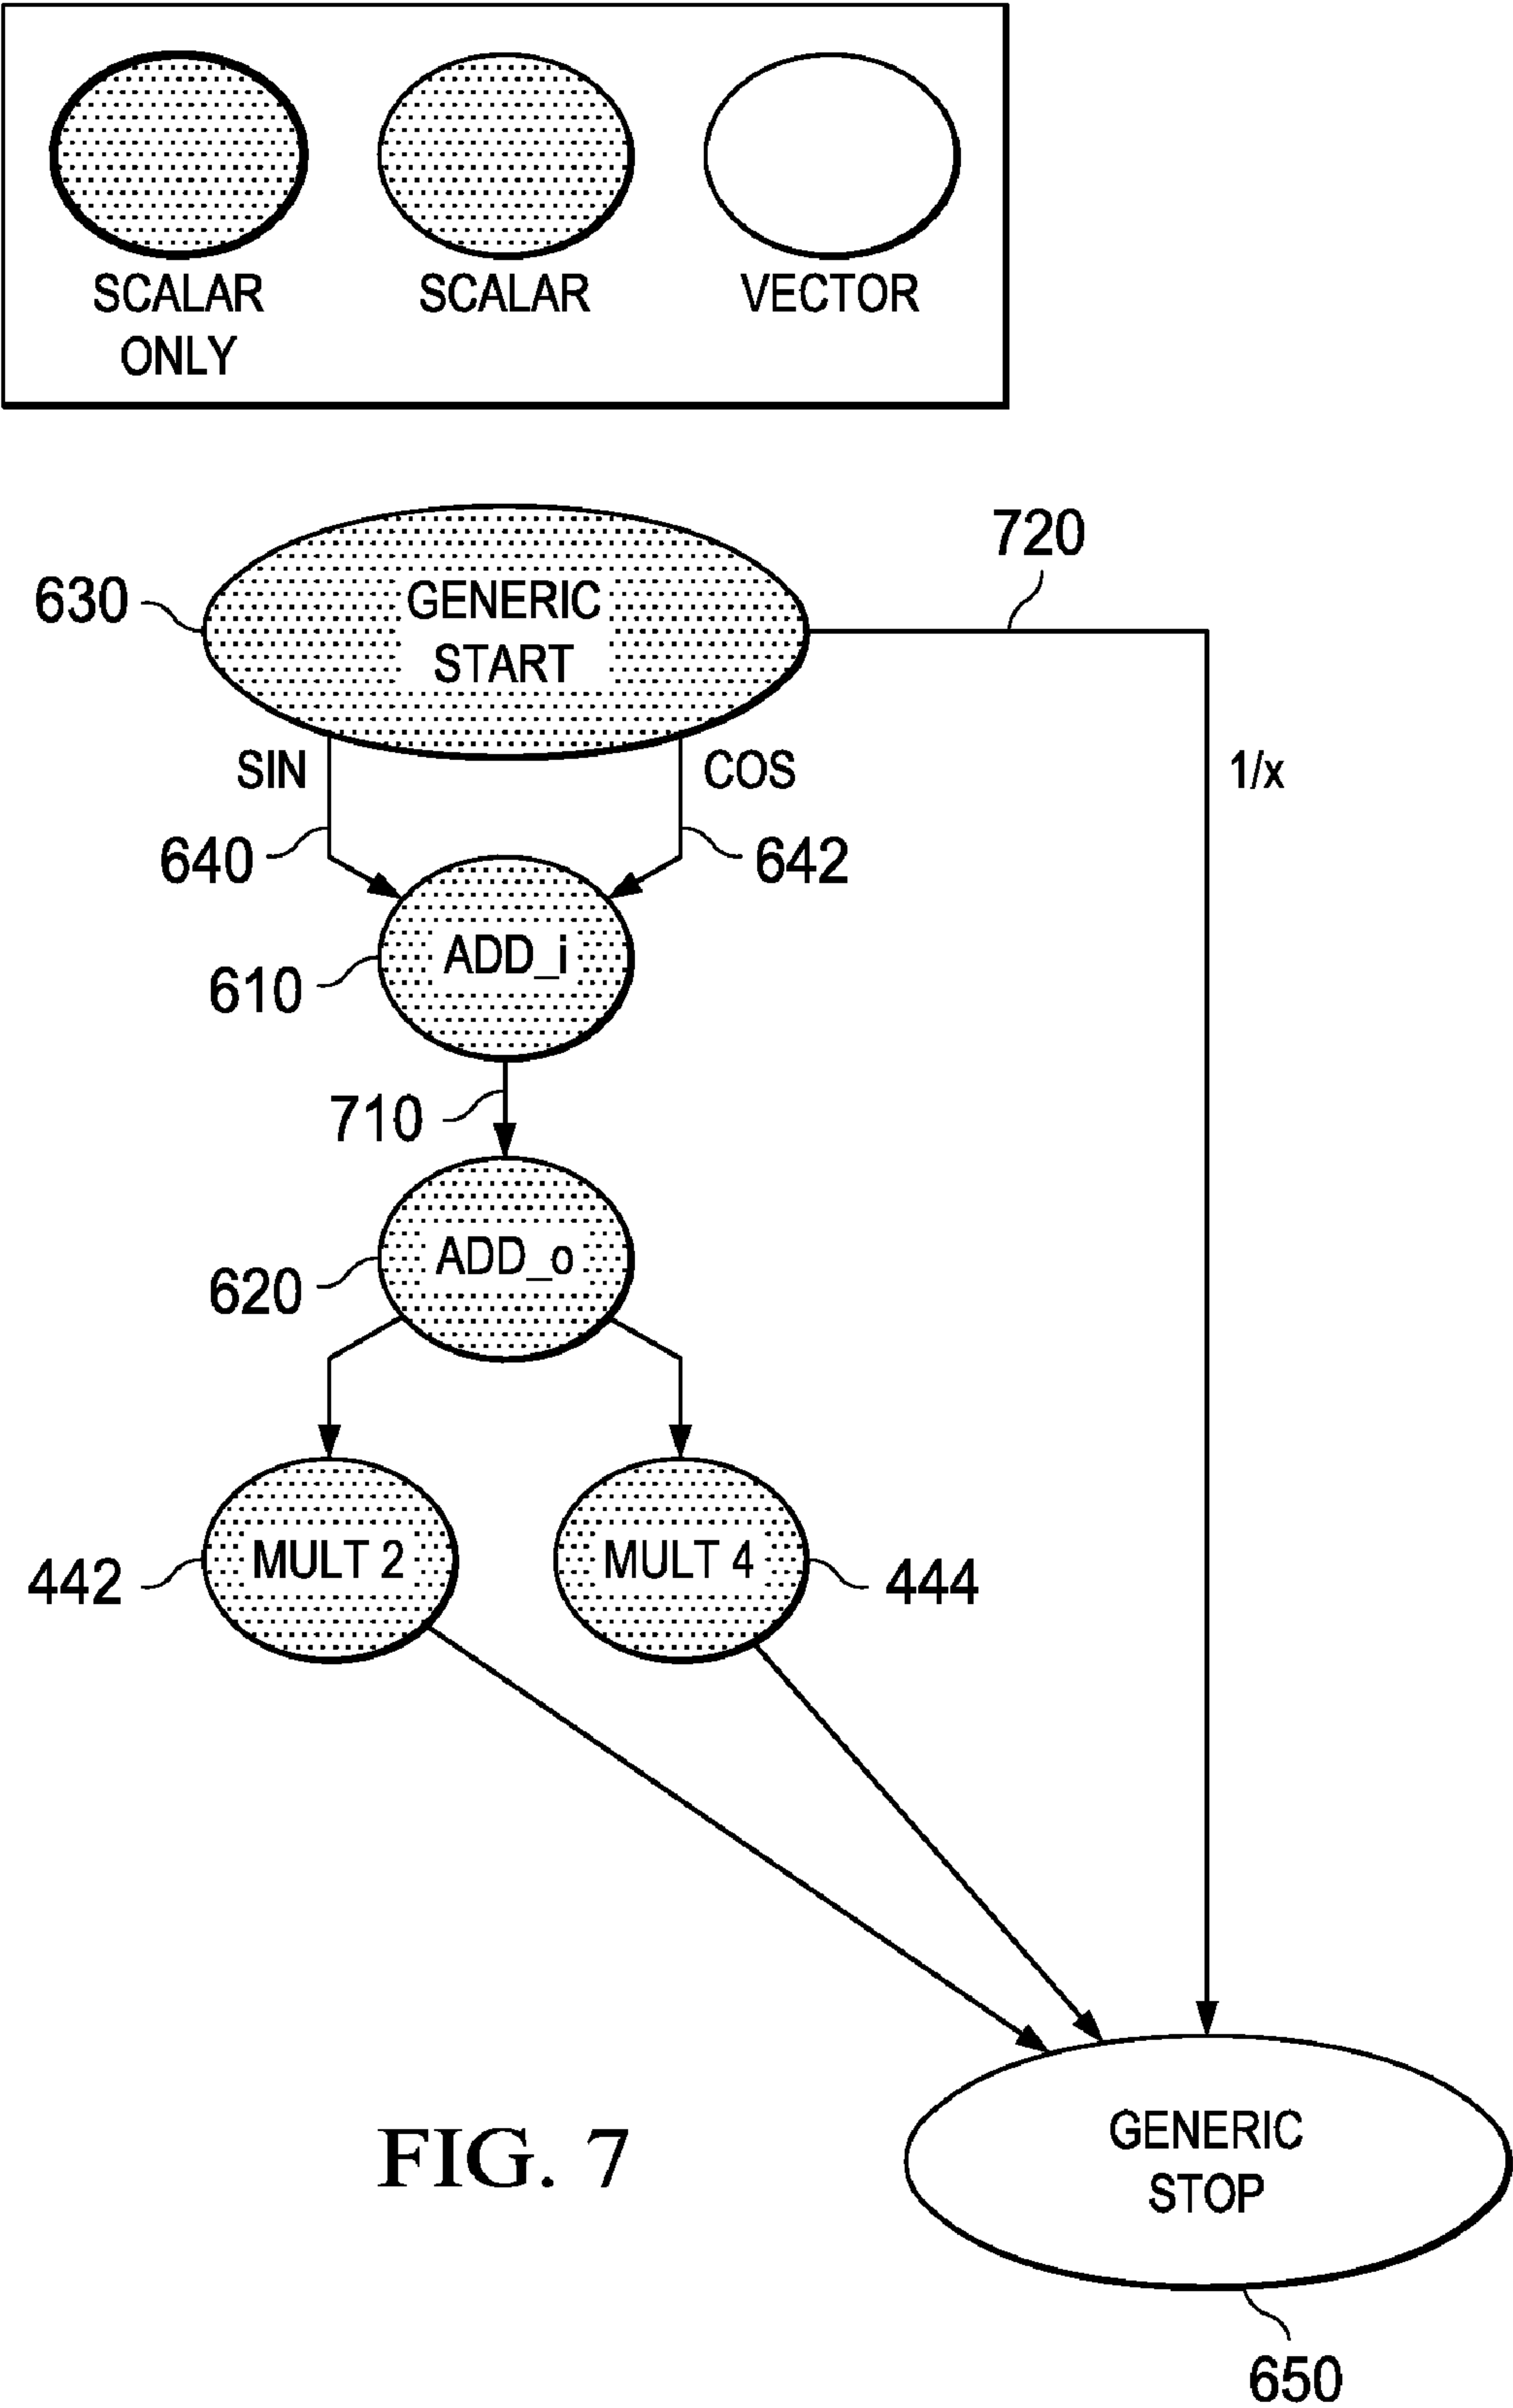 SCALAR
ONLY
SCALAR
VECTOR
720
630
GENERIC
START
SIN
COS
1/x
640
642
ADD_i
610
710
ADD_o
620
442
MULT 2
MULT 4
444
FIG. 7
GENERIC
STOP
650